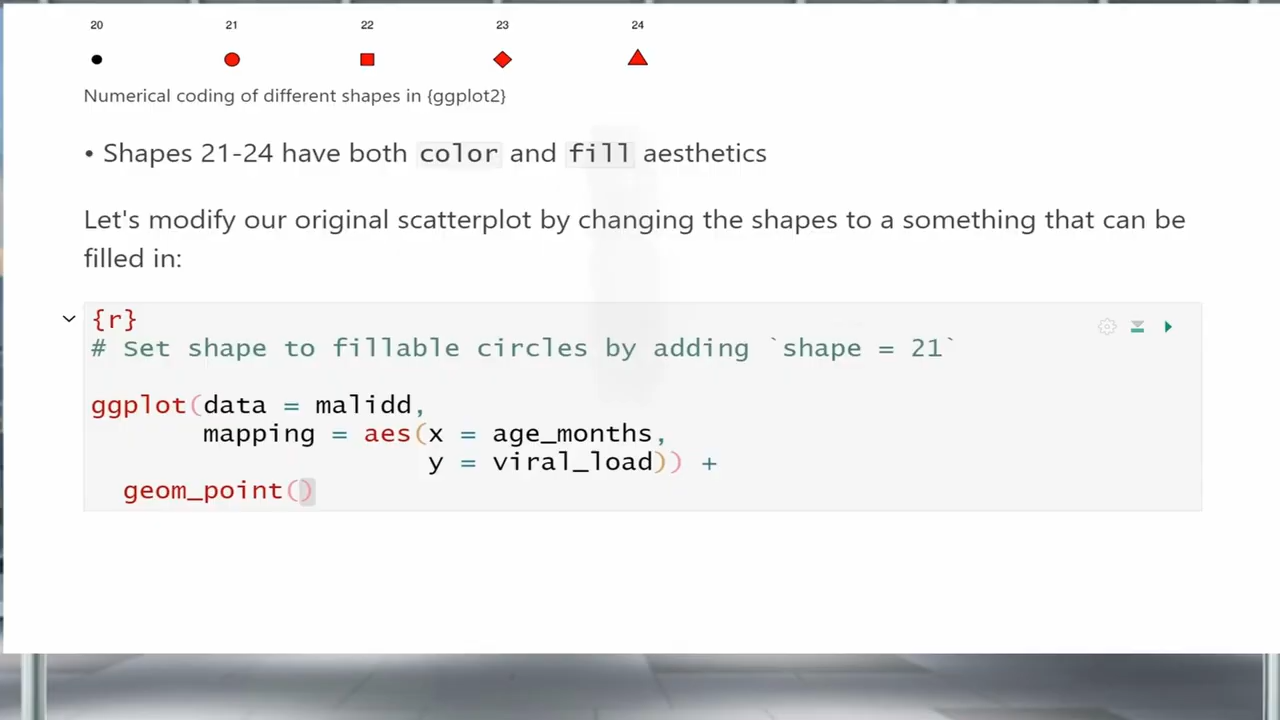 20 21 22 23 24
Numerical coding of different shapes in {ggplot2}
• Shapes 21-24 have both color and fill aesthetics
Let's modify our original scatterplot by changing the shapes to a something that can be
filled in:
{r}
# Set shape to fillable circles by adding `shape = 21`
ggplot(data = malidd,
mapping = aes(x = age_months,
y = viral_load)) +
geom_point()